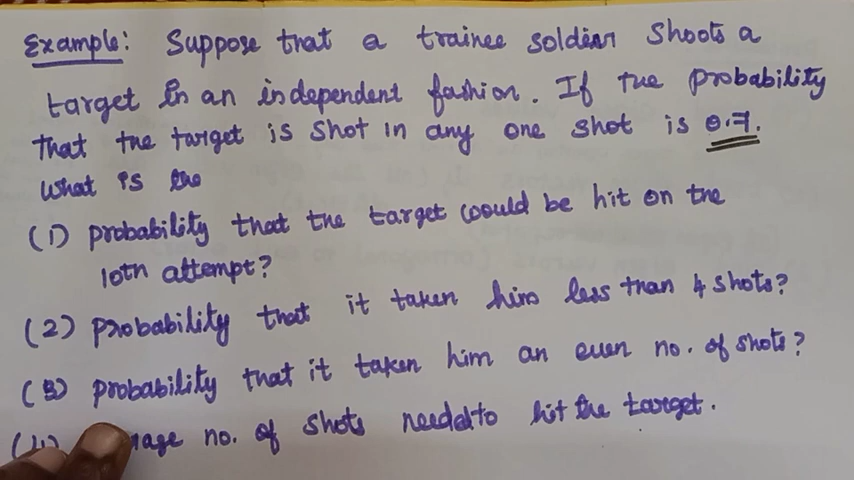 Example: Suppose that a trainee soldier shoots a
target in an independent fashion. If the probability
that the target is shot in any one shot is 0.7.
what is the
(1) probability that the target would be hit on the
10th attempt?
(2) probability that it taken him less than 4 shots?
(3) probability that it taken him an even no. of shots?
no. of shots needed to hit the target.